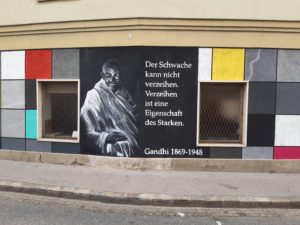 Der Schwache
kann nicht
verzeihen.
Verzeihen
ist eine
Eigenschaft
des Starken.
Gandhi 1869-1948